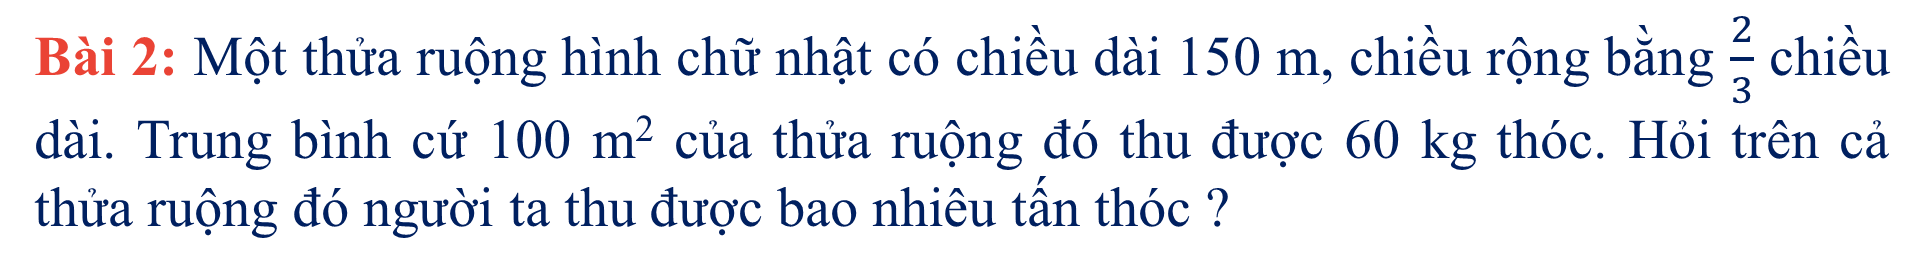 Bài 2: Một thửa ruộng hình chữ nhật có chiều dài 150 m, chiều rộng bằng 2/3 chiều
dài. Trung bình cứ 100 m² của thửa ruộng đó thu được 60 kg thóc. Hỏi trên cả
thửa ruộng đó người ta thu được bao nhiêu tấn thóc ?